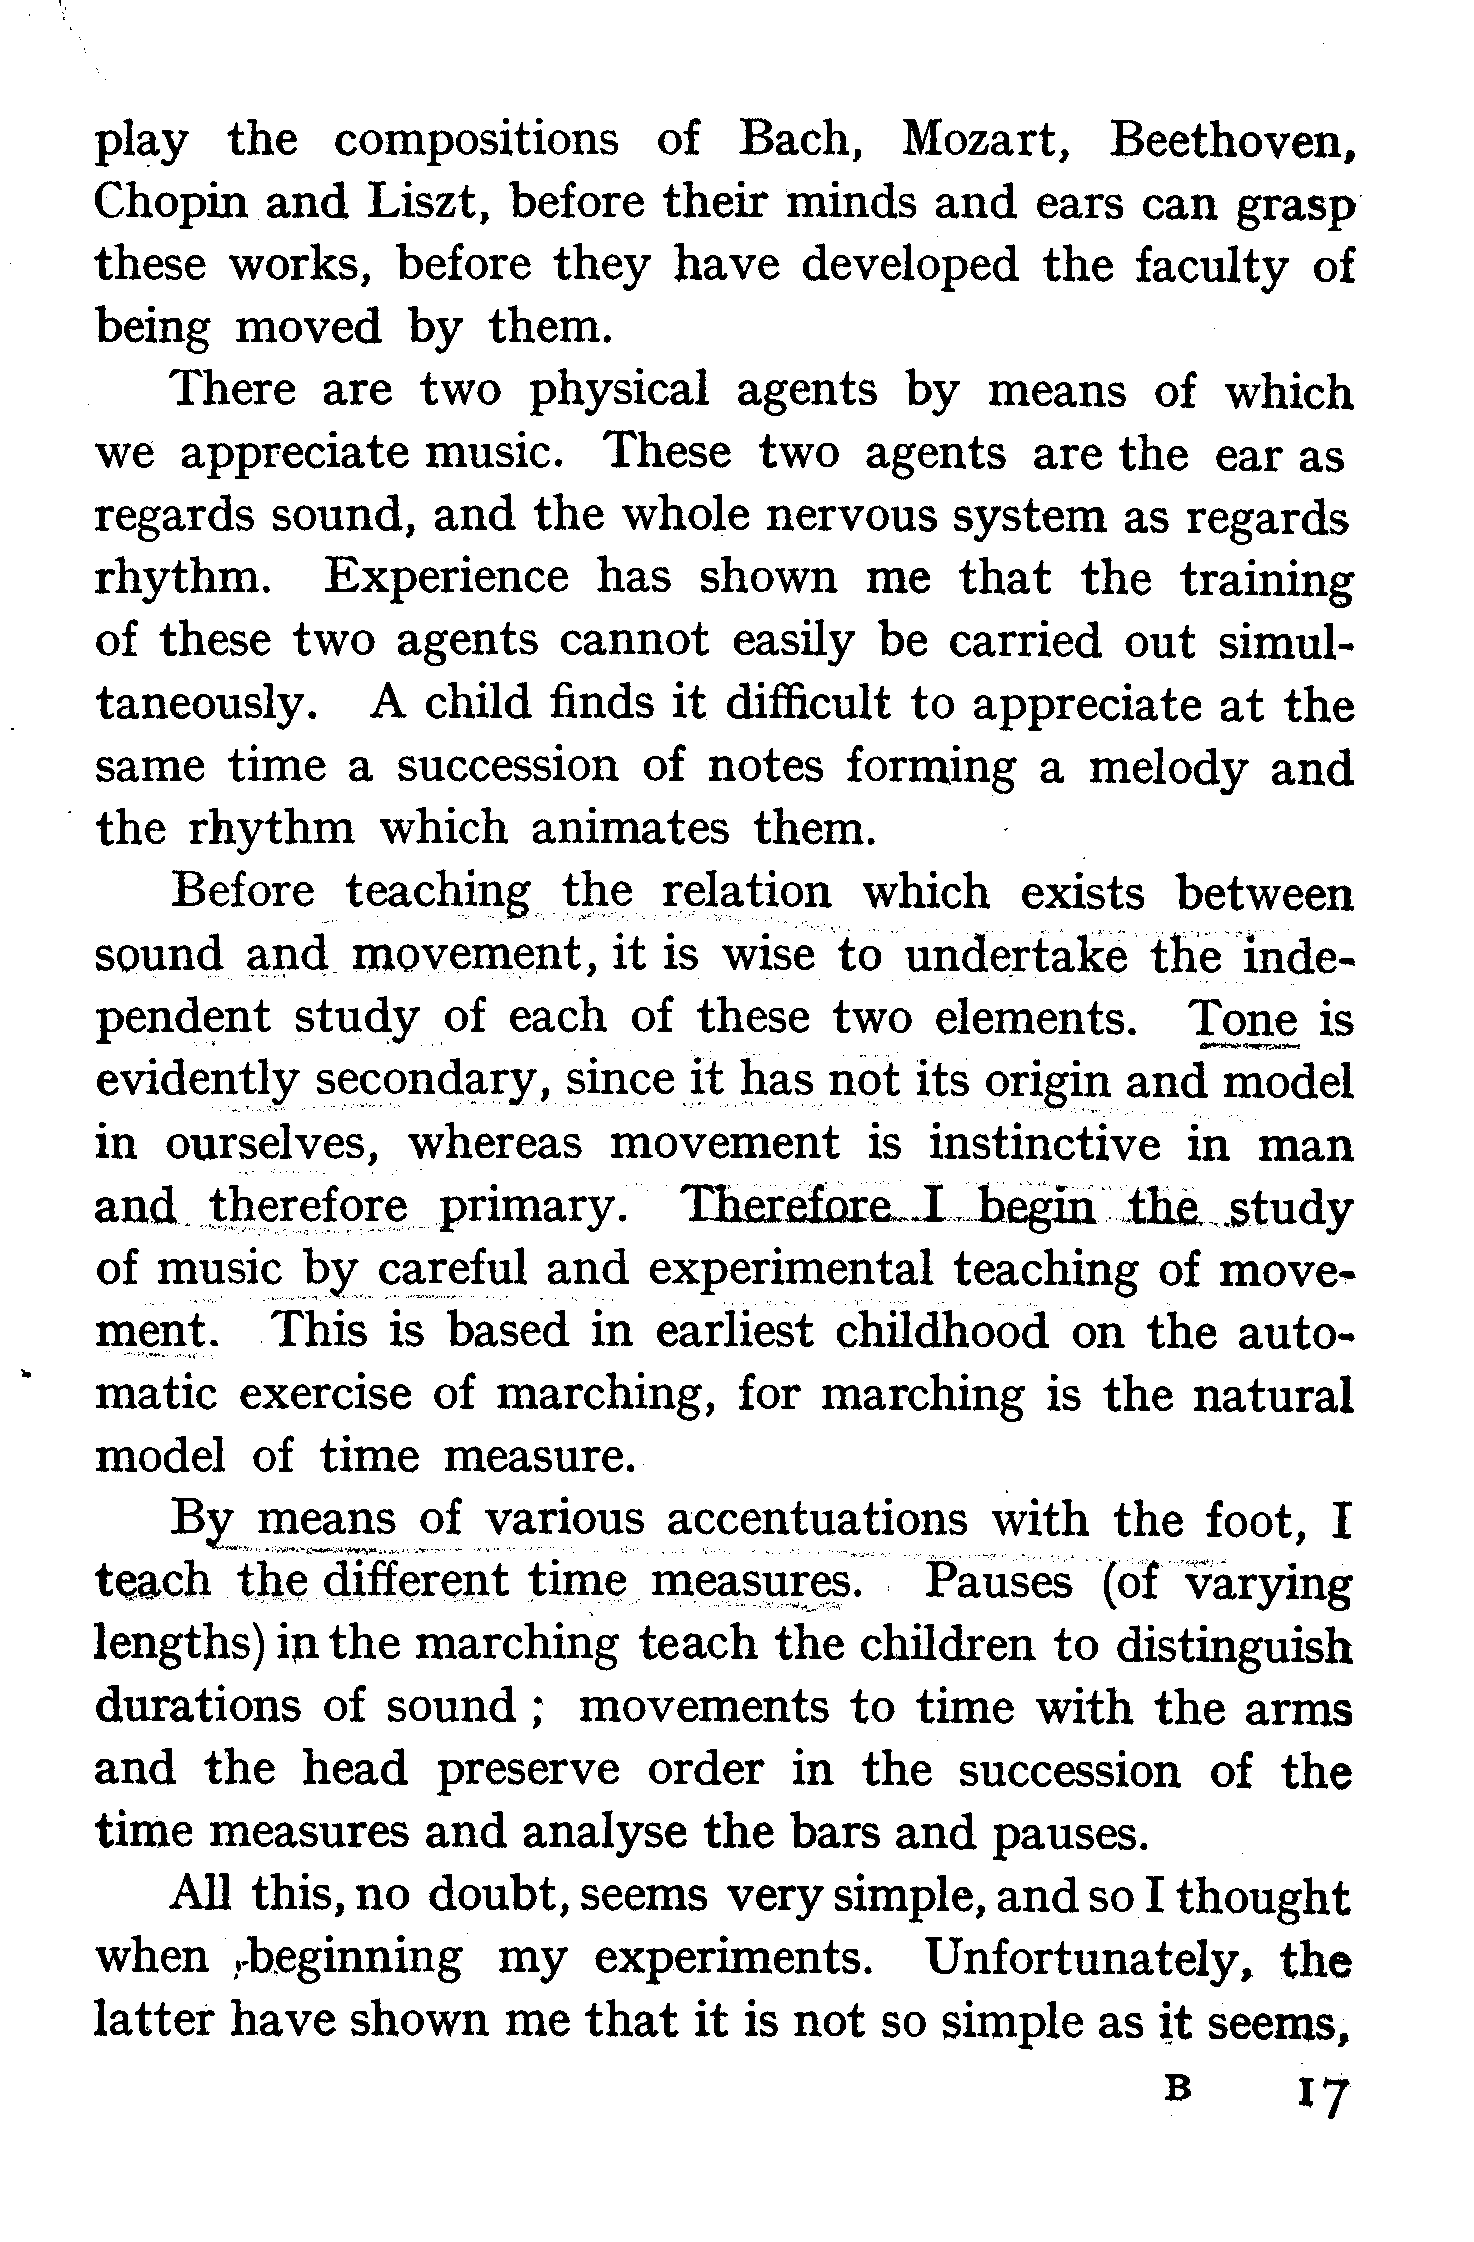 play the compositions of Bach, Mozart, Beethoven,
Chopin and Liszt, before their minds and ears can grasp
these works, before they have developed the faculty of
being moved by them.
There are two physical agents by means of which
we appreciate music. These two agents are the ear as
regards sound, and the whole nervous system as regards
rhythm. Experience has shown me that the training
of these two agents cannot easily be carried out simul-
taneously. A child finds it difficult to appreciate at the
same time a succession of notes forming a melody and
the rhythm which animates them.
Before teaching the relation which exists between
sound and movement, it is wise to undertake the inde-
pendent study of each of these two elements. Tone is
evidently secondary, since it has not its origin and model
in ourselves, whereas movement is instinctive in man
and therefore primary. Therefore I begin the study
of music by careful and experimental teaching of move-
ment. This is based in earliest childhood on the auto-
matic exercise of marching, for marching is the natural
model of time measure.
By means of various accentuations with the foot, I
teach the different time measures. Pauses (of varying
lengths) in the marching teach the children to distinguish
durations of sound ; movements to time with the arms
and the head preserve order in the succession of the
time measures and analyse the bars and pauses.
All this, no doubt, seems very simple, and so I thought
when beginning my experiments. Unfortunately, the
latter have shown me that it is not so simple as it seems,
B 17